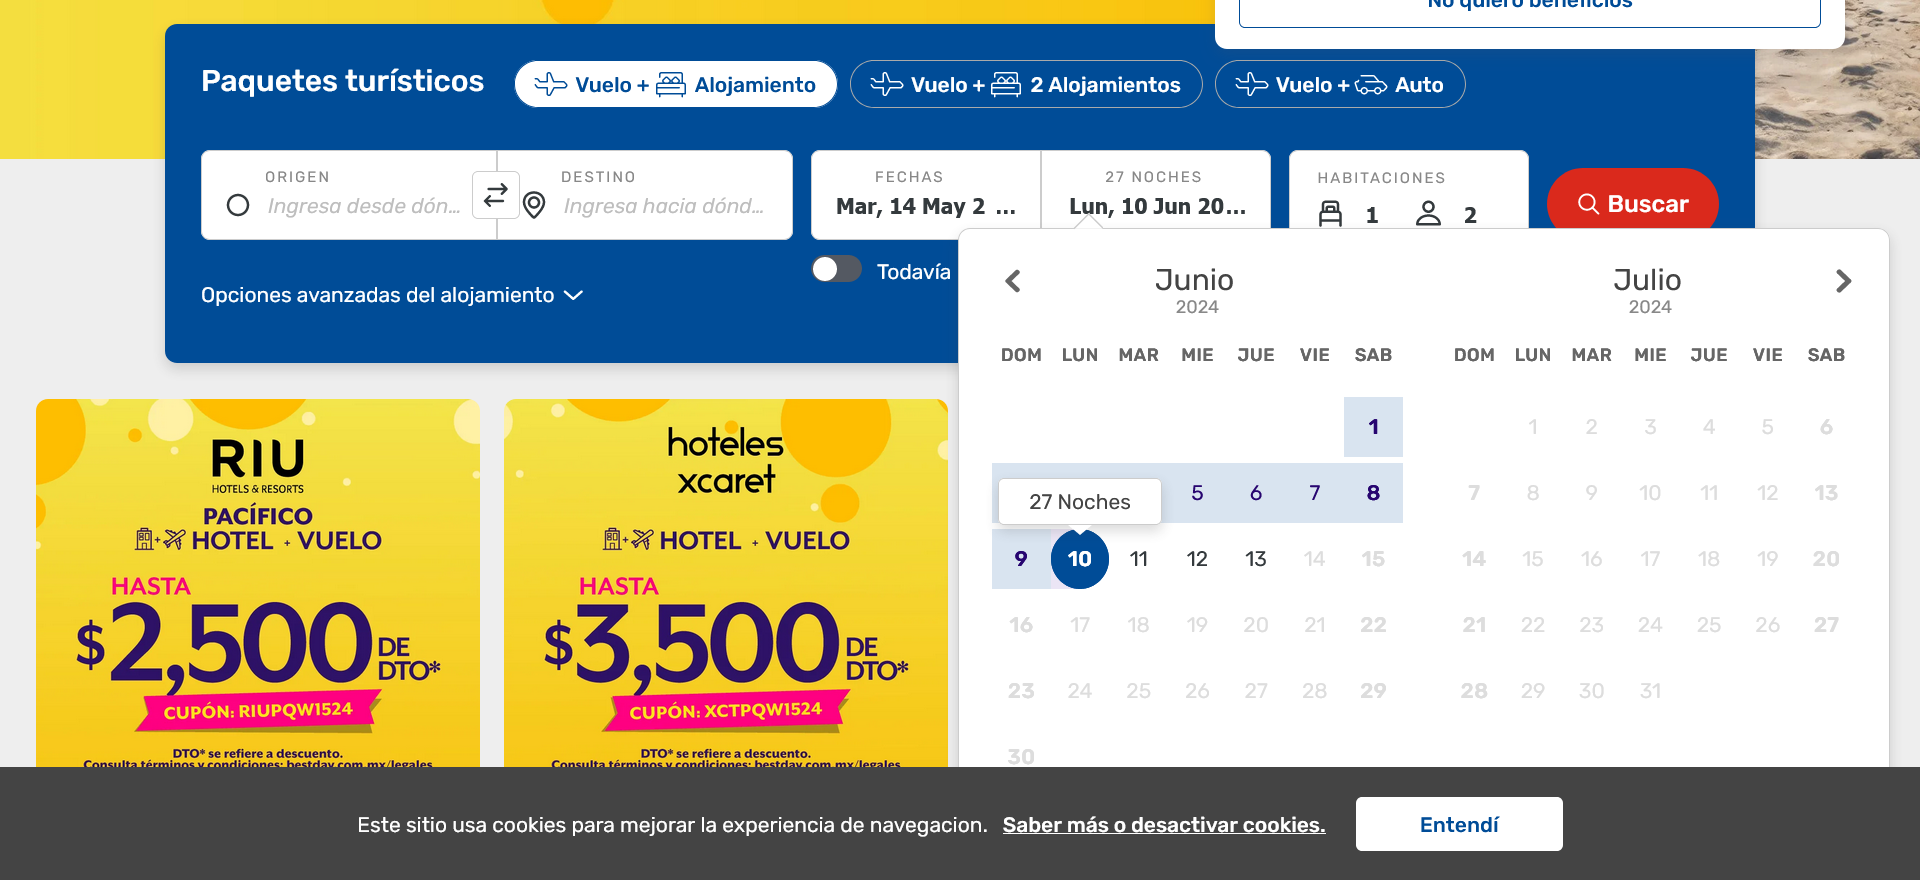 No quiero beneficios
Paquetes turísticos
Vuelo + Alojamiento
Vuelo + 2 Alojamientos
Vuelo + Auto
ORIGEN
Ingresa desde dón...
DESTINO
Ingresa hacia dónd...
FECHAS
Mar, 14 May 2 ...
27 NOCHES
Lun, 10 Jun 20...
HABITACIONES
1 2
Buscar
Todavía
Opciones avanzadas del alojamiento
Junio
2024
DOM LUN MAR MIE JUE VIE SAB
1
5 6 7 8
27 Noches
9 10 11 12 13 14 15
16 17 18 19 20 21 22
23 24 25 26 27 28 29
30
Julio
2024
DOM LUN MAR MIE JUE VIE SAB
1 2 3 4 5 6
7 8 9 10 11 12 13
14 15 16 17 18 19 20
21 22 23 24 25 26 27
28 29 30 31
RIU
HOTELS & RESORTS
PACÍFICO
+ HOTEL + VUELO
HASTA
$2,500 DE DTO*
CUPÓN: RIUPQW1524
DTO* se refiere a descuento.
Consulta términos y condiciones: bestday.com.mx/legales
hoteles
xcaret
+ HOTEL + VUELO
HASTA
$3,500 DE DTO*
CUPÓN: XCTPQW1524
DTO* se refiere a descuento.
Consulta términos y condiciones: bestday.com.mx/legales
Este sitio usa cookies para mejorar la experiencia de navegacion. Saber más o desactivar cookies.
Entendí